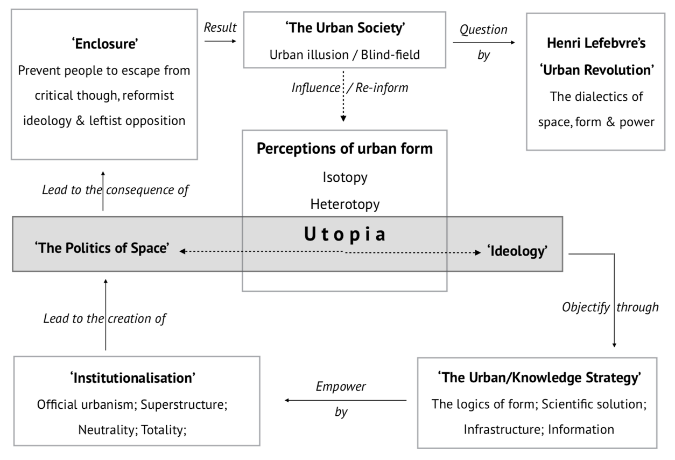 ‘Enclosure’
Prevent people to escape from
critical though, reformist
ideology & leftist opposition
Result
‘The Urban Society’
Urban illusion / Blind-field
Question
by
Henri Lefebvre’s
‘Urban Revolution’
The dialectics of
space, form & power
Influence / Re-inform
Perceptions of urban form
Isotopy
Heterotopy
Utopia
Lead to the consequence of
‘The Politics of Space’
‘Ideology’
Objectify through
Lead to the creation of
‘Institutionalisation’
Official urbanism; Superstructure;
Neutrality; Totality;
Empower
by
‘The Urban/Knowledge Strategy’
The logics of form; Scientific solution;
Infrastructure; Information